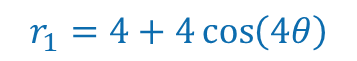 r₁ = 4 + 4 cos(4θ)